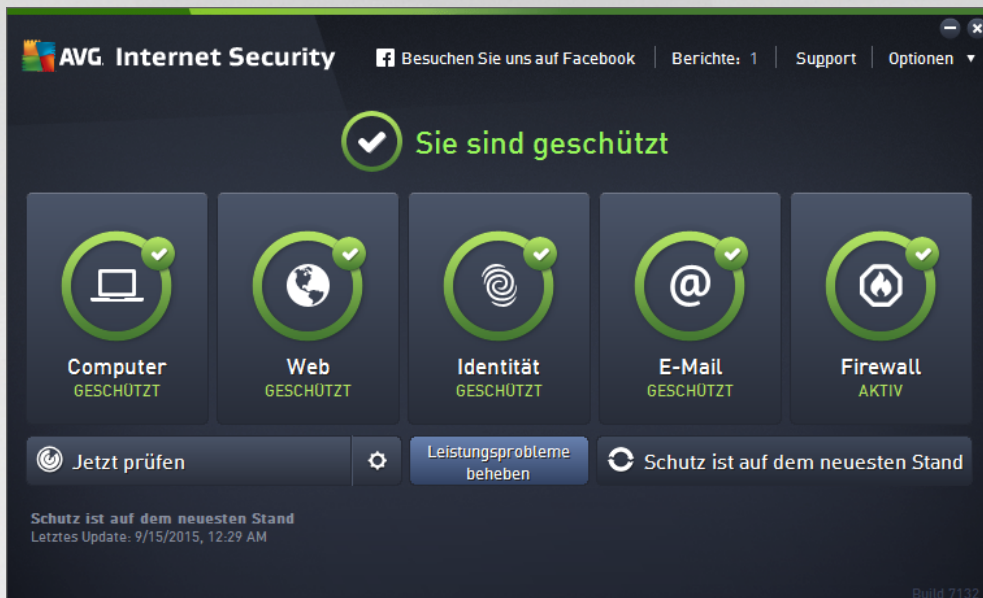 AVG Internet Security
Besuchen Sie uns auf Facebook
Berichte: 1
Support
Optionen
Sie sind geschützt
Computer
GESCHÜTZT
Web
GESCHÜTZT
Identität
GESCHÜTZT
E-Mail
GESCHÜTZT
Firewall
AKTIV
Jetzt prüfen
Leistungsprobleme
beheben
Schutz ist auf dem neuesten Stand
Schutz ist auf dem neuesten Stand
Letztes Update: 9/15/2015, 12:29 AM
Build 7132